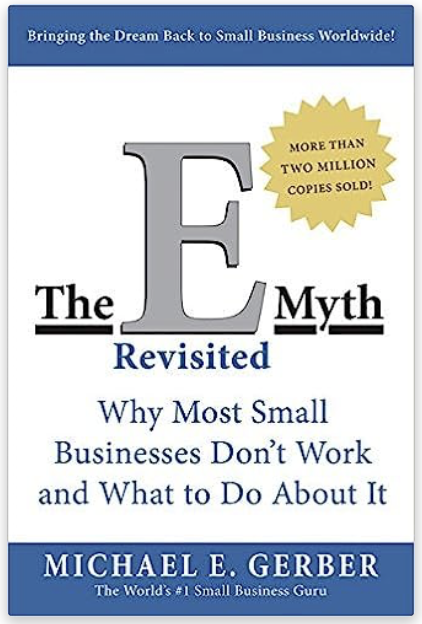 Bringing the Dream Back to Small Business Worldwide!
MORE THAN
TWO MILLION
COPIES SOLD!
The E Myth
Revisited
Why Most Small
Businesses Don't Work
and What to Do About It
MICHAEL E. GERBER
The World's #1 Small Business Guru